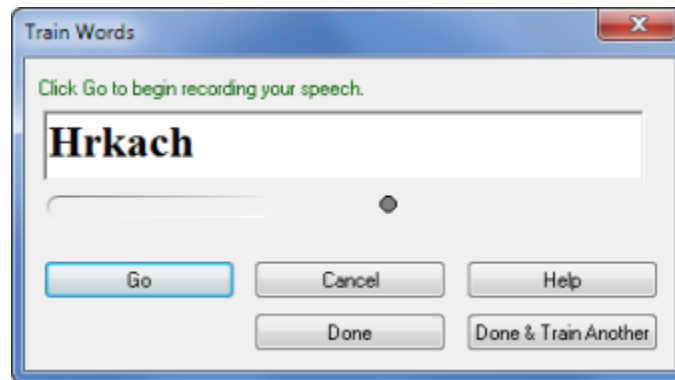 Train Words
Click Go to begin recording your speech.
Hrkach
Go Cancel Help
Done Done & Train Another